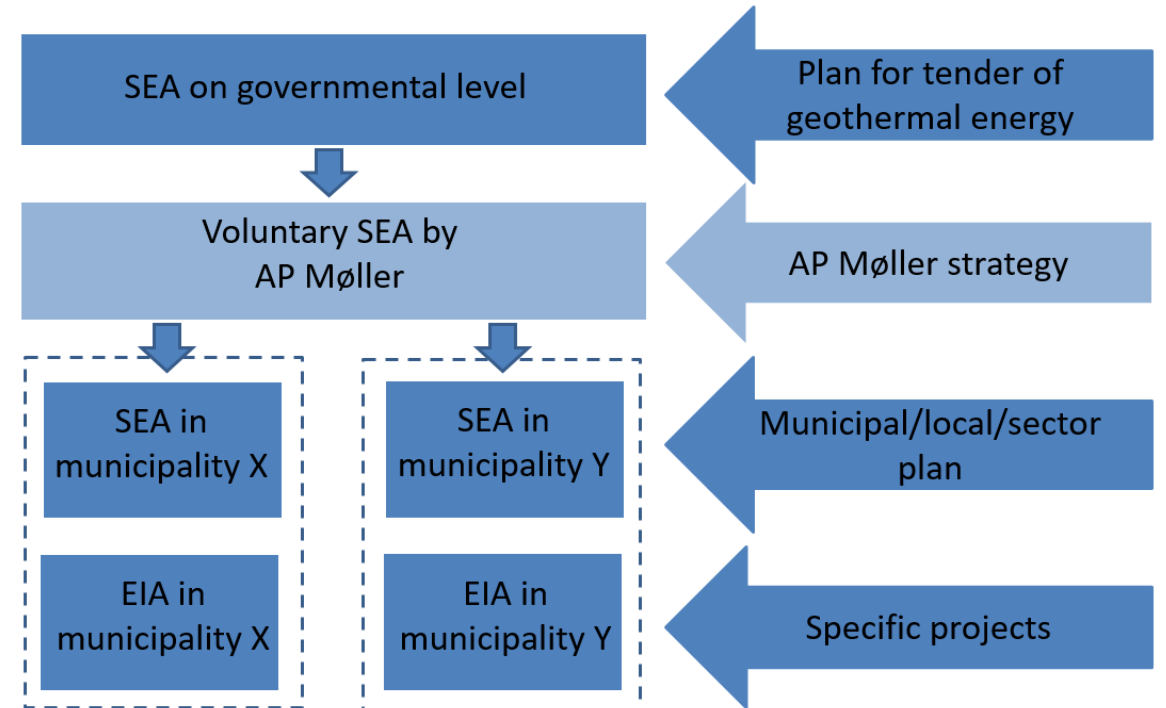 SEA on governmental level
Plan for tender of
geothermal energy
Voluntary SEA by
AP Møller
AP Møller strategy
SEA in
municipality X
SEA in
municipality Y
Municipal/local/sector
plan
EIA in
municipality X
EIA in
municipality Y
Specific projects